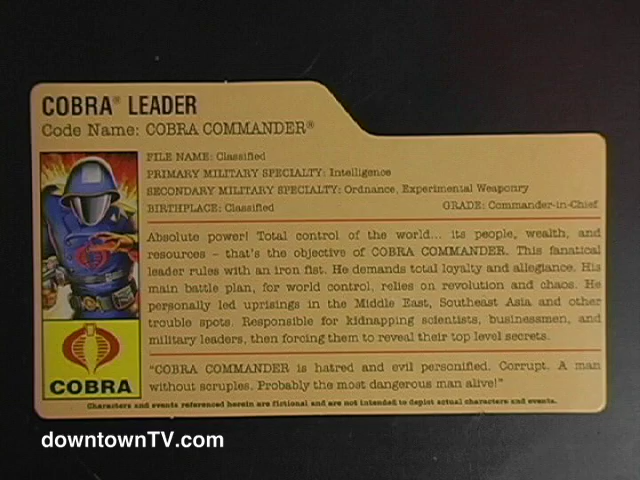 COBRA® LEADER
Code Name: COBRA COMMANDER®
FILE NAME: Classified
PRIMARY MILITARY SPECIALTY: Intelligence
SECONDARY MILITARY SPECIALTY: Ordnance, Experimental Weaponry
BIRTHPLACE: Classified GRADE: Commander-in-Chief
Absolute power! Total control of the world... its people, wealth, and
resources – that's the objective of COBRA COMMANDER. This fanatical
leader rules with an iron fist. He demands total loyalty and allegiance. His
main battle plan, for world control, relies on revolution and chaos. He
personally led uprisings in the Middle East, Southeast Asia and other
trouble spots. Responsible for kidnapping scientists, businessmen, and
military leaders, then forcing them to reveal their top level secrets.
"COBRA COMMANDER is hatred and evil personified. Corrupt. A man
without scruples. Probably the most dangerous man alive!"
COBRA
Characters and events referenced herein are fictional and are not intended to depict actual characters and events.
downtownTV.com